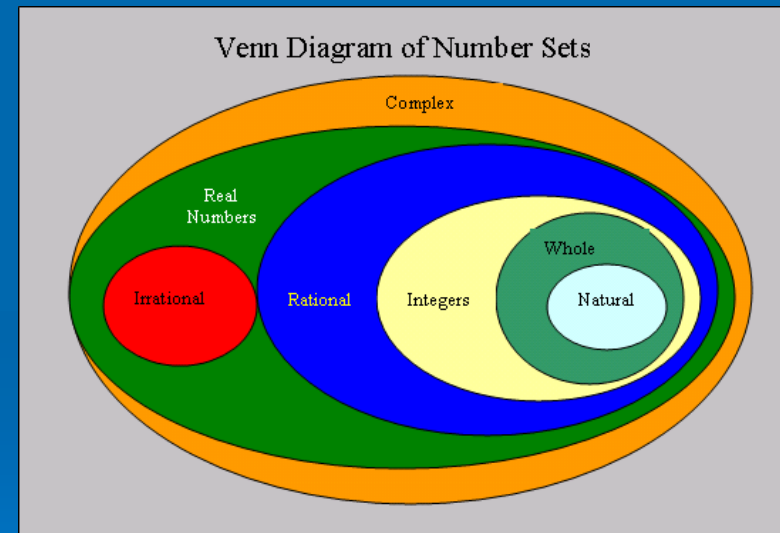 Venn Diagram of Number Sets
Complex
Real
Numbers
Whole
Irrational
Rational
Integers
Natural